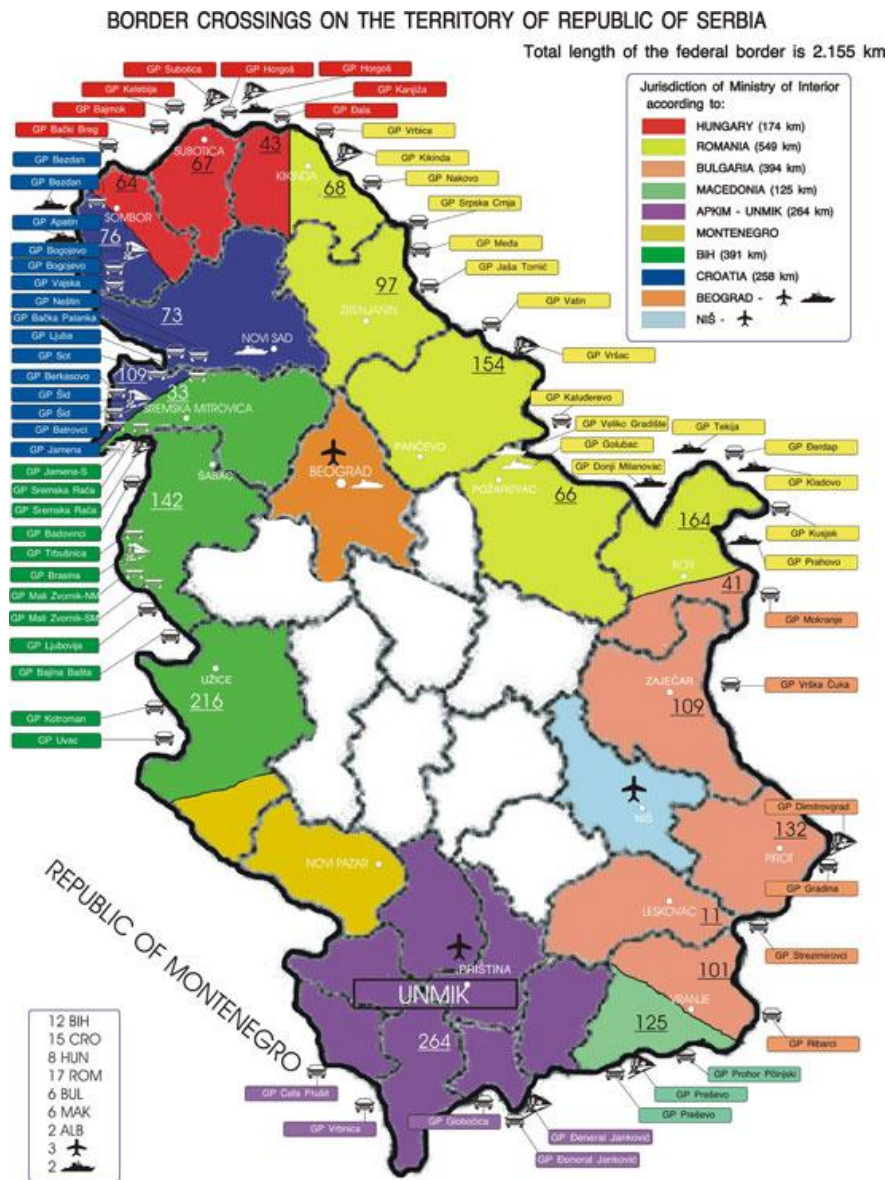 BORDER CROSSINGS ON THE TERRITORY OF REPUBLIC OF SERBIA
Total length of the federal border is 2.155 km
Jurisdiction of Ministry of Interior
according to:
HUNGARY (174 km)
ROMANIA (549 km)
BULGARIA (394 km)
MACEDONIA (125 km)
APKIM - UNMIK (264 km)
MONTENEGRO
BIH (391 km)
CROATIA (258 km)
BEOGRAD -
NIŠ -
GP Subotica
GP Horgoš
GP Horgoš
GP Kelebija
GP Kanjiža
GP Bajmok
GP Đala
GP Bački Breg
GP Vrbica
GP Kikinda
GP Nakovo
GP Srpska Crnja
GP Međa
GP Jaša Tomić
GP Vatin
GP Vršac
GP Kaluđerevo
GP Veliko Gradište
GP Golubac
GP Donji Milanovac
GP Tekija
GP Đerdap
GP Kladovo
GP Kusjak
GP Prahovo
GP Mokranje
GP Vrška Čuka
GP Dimitrovgrad
GP Gradina
GP Strezimirovci
GP Ribarci
GP Prohor Pčinjski
GP Preševo
GP Preševo
GP Đeneral Janković
GP Đeneral Janković
GP Globočica
GP Vrbnica
GP Bezdan
GP Bezdan
GP Apatin
GP Bogojevo
GP Bogojevo
GP Vajska
GP Neštin
GP Bačka Palanka
GP Ljuba
GP Sot
GP Berkasovo
GP Šid
GP Šid
GP Batrovci
GP Jamena
GP Jamena-S
GP Sremska Rača
GP Sremska Rača
GP Badovinci
GP Trbušnica
GP Brasina
GP Mali Zvornik-NM
GP Mali Zvornik-SM
GP Ljubovija
GP Bajina Bašta
GP Kotroman
GP Uvac
64
SOMBOR
SUBOTICA
67
43
KIKINDA
68
76
73
NOVI SAD
97
ZRENJANIN
109
33
SREMSKA MITROVICA
154
PANČEVO
ŠABAC
BEOGRAD
142
POŽAREVAC
66
164
BOR
41
UŽICE
216
ZAJEČAR
109
NIŠ
132
PIROT
NOVI PAZAR
LESKOVAC
11
101
VRANJE
125
PRIŠTINA
UNMIK
264
REPUBLIC OF MONTENEGRO
12 BIH
15 CRO
8 HUN
17 ROM
6 BUL
6 MAK
2 ALB
3
2